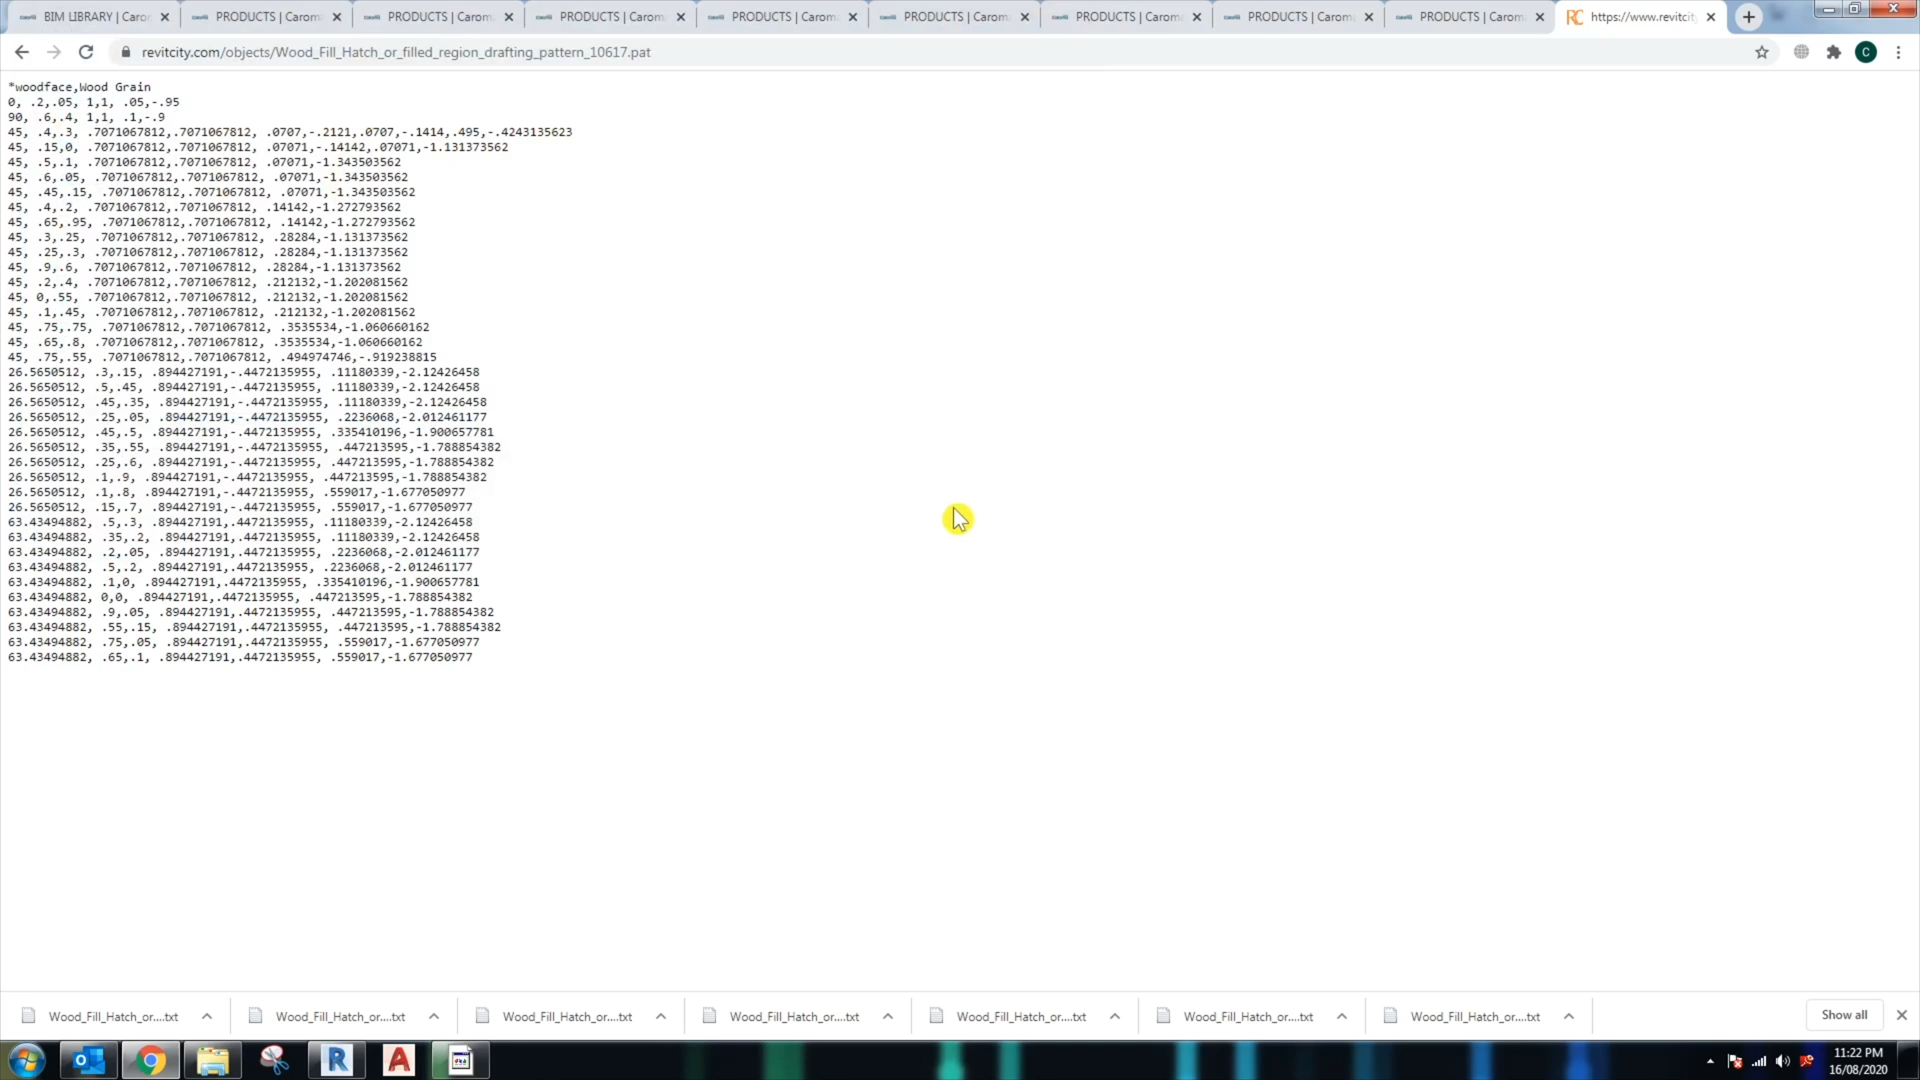 BIM LIBRARY | Caror
PRODUCTS | Carom
PRODUCTS | Carom
PRODUCTS | Carom
PRODUCTS | Carom
PRODUCTS | Carom
PRODUCTS | Carom
PRODUCTS | Carom
PRODUCTS | Carom
RC https://www.revitcit
revitcity.com/objects/Wood_Fill_Hatch_or_filled_region_drafting_pattern_10617.pat
C
*woodface,Wood Grain
0, .2,.05, 1,1, .05,-.95
90, .6,.4, 1,1, .1,-.9
45, .4,.3, .7071067812,.7071067812, .0707,-.2121,.0707,-.1414,.495,-.4243135623
45, .15,0, .7071067812,.7071067812, .07071,-.14142,.07071,-1.131373562
45, .5,.1, .7071067812,.7071067812, .07071,-1.343503562
45, .6,.05, .7071067812,.7071067812, .07071,-1.343503562
45, .45,.15, .7071067812,.7071067812, .07071,-1.343503562
45, .4,.2, .7071067812,.7071067812, .14142,-1.272793562
45, .65,.95, .7071067812,.7071067812, .14142,-1.272793562
45, .3,.25, .7071067812,.7071067812, .28284,-1.131373562
45, .25,.3, .7071067812,.7071067812, .28284,-1.131373562
45, .9,.6, .7071067812,.7071067812, .28284,-1.131373562
45, .2,.4, .7071067812,.7071067812, .212132,-1.202081562
45, 0,.55, .7071067812,.7071067812, .212132,-1.202081562
45, .1,.45, .7071067812,.7071067812, .212132,-1.202081562
45, .75,.75, .7071067812,.7071067812, .3535534,-1.060660162
45, .65,.8, .7071067812,.7071067812, .3535534,-1.060660162
45, .75,.55, .7071067812,.7071067812, .494974746,-.919238815
26.5650512, .3,.15, .894427191,-.4472135955, .11180339,-2.12426458
26.5650512, .5,.45, .894427191,-.4472135955, .11180339,-2.12426458
26.5650512, .45,.35, .894427191,-.4472135955, .11180339,-2.12426458
26.5650512, .25,.05, .894427191,-.4472135955, .2236068,-2.012461177
26.5650512, .45,.5, .894427191,-.4472135955, .335410196,-1.900657781
26.5650512, .35,.55, .894427191,-.4472135955, .447213595,-1.788854382
26.5650512, .25,.6, .894427191,-.4472135955, .447213595,-1.788854382
26.5650512, .1,.9, .894427191,-.4472135955, .447213595,-1.788854382
26.5650512, .1,.8, .894427191,-.4472135955, .559017,-1.677050977
26.5650512, .15,.7, .894427191,-.4472135955, .559017,-1.677050977
63.43494882, .5,.3, .894427191,.4472135955, .11180339,-2.12426458
63.43494882, .35,.2, .894427191,.4472135955, .11180339,-2.12426458
63.43494882, .2,.05, .894427191,.4472135955, .2236068,-2.012461177
63.43494882, .5,.2, .894427191,.4472135955, .2236068,-2.012461177
63.43494882, .1,0, .894427191,.4472135955, .335410196,-1.900657781
63.43494882, 0,0, .894427191,.4472135955, .447213595,-1.788854382
63.43494882, .9,.05, .894427191,.4472135955, .447213595,-1.788854382
63.43494882, .55,.15, .894427191,.4472135955, .447213595,-1.788854382
63.43494882, .75,.05, .894427191,.4472135955, .559017,-1.677050977
63.43494882, .65,.1, .894427191,.4472135955, .559017,-1.677050977
Wood_Fill_Hatch_or....txt
Wood_Fill_Hatch_or....txt
Wood_Fill_Hatch_or....txt
Wood_Fill_Hatch_or....txt
Wood_Fill_Hatch_or....txt
Wood_Fill_Hatch_or....txt
Wood_Fill_Hatch_or....txt
Show all
R
A
11:22 PM
16/08/2020